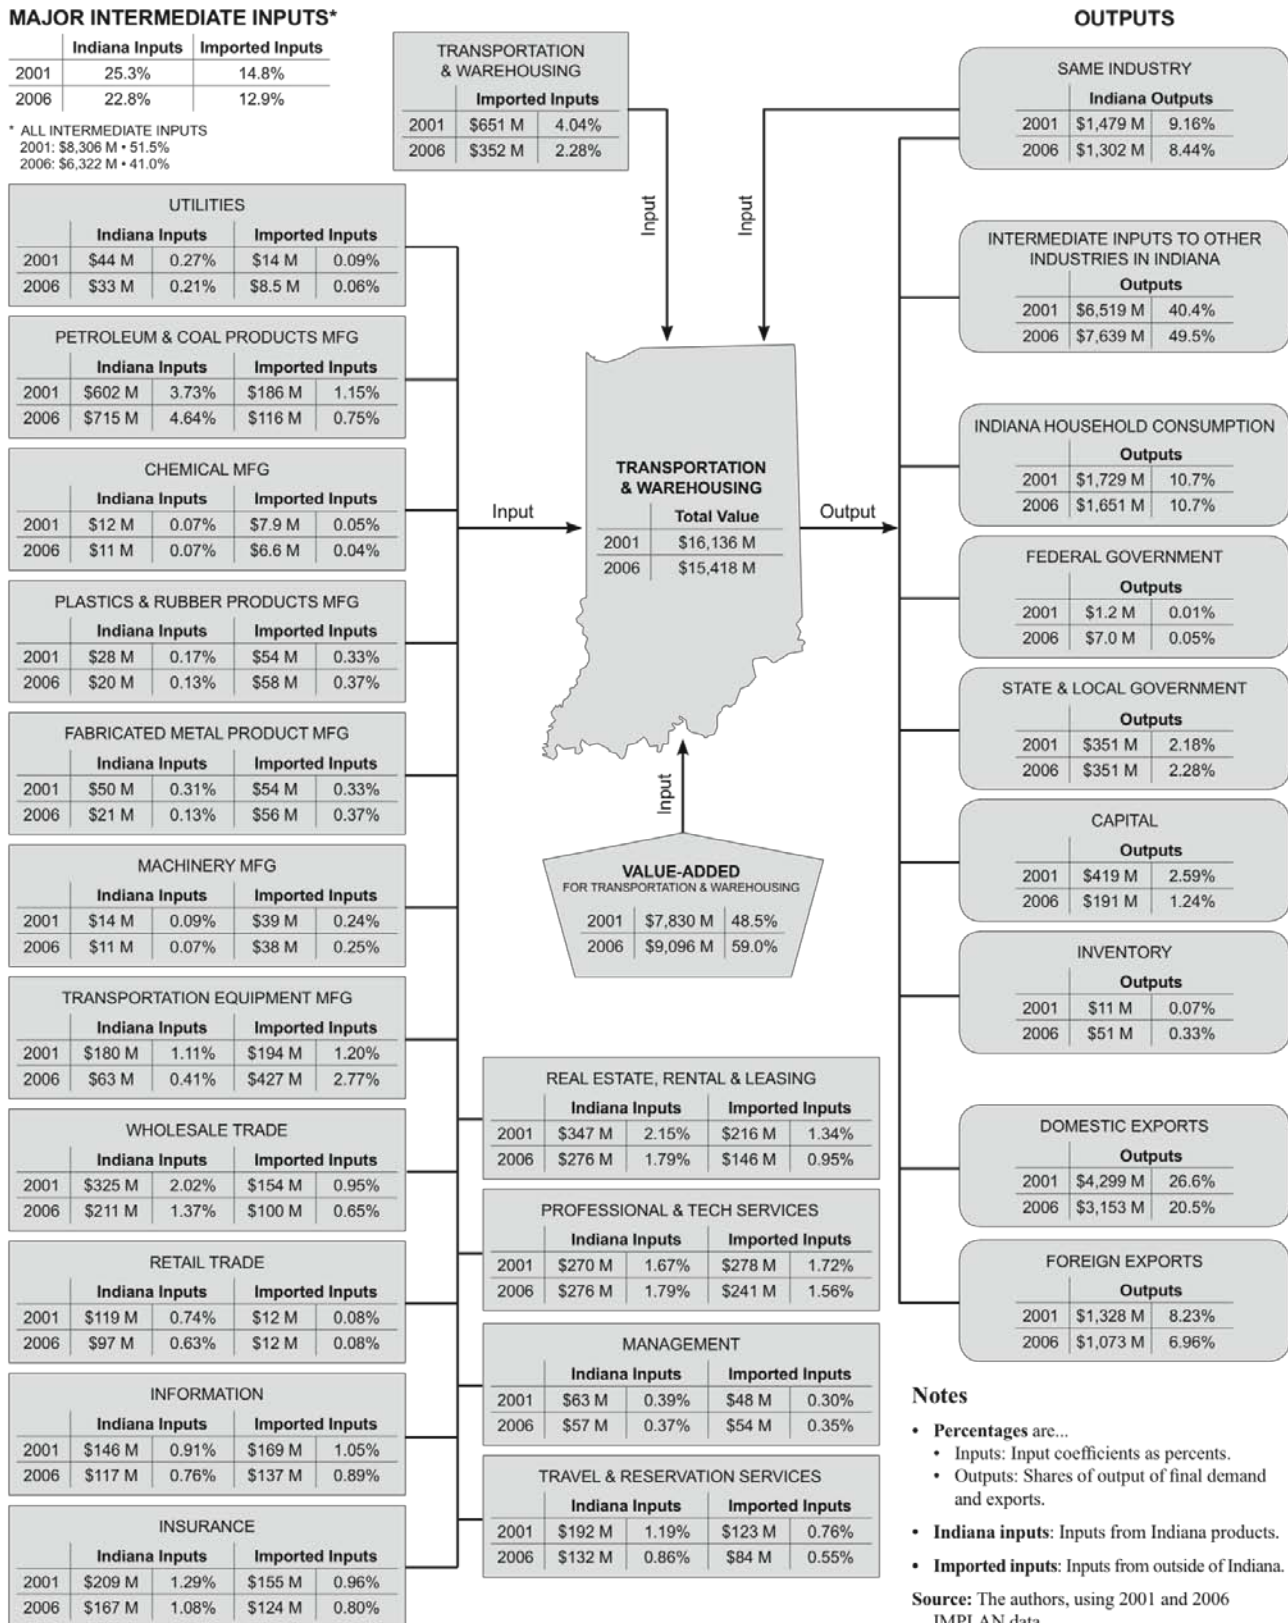 MAJOR INTERMEDIATE INPUTS*
Indiana Inputs Imported Inputs
2001 25.3% 14.8%
2006 22.8% 12.9%
* ALL INTERMEDIATE INPUTS
2001: $8,306 M • 51.5%
2006: $6,322 M • 41.0%
TRANSPORTATION
& WAREHOUSING
Imported Inputs
2001 $651 M 4.04%
2006 $352 M 2.28%
UTILITIES
Indiana Inputs Imported Inputs
2001 $44 M 0.27% $14 M 0.09%
2006 $33 M 0.21% $8.5 M 0.06%
PETROLEUM & COAL PRODUCTS MFG
Indiana Inputs Imported Inputs
2001 $602 M 3.73% $186 M 1.15%
2006 $715 M 4.64% $116 M 0.75%
CHEMICAL MFG
Indiana Inputs Imported Inputs
2001 $12 M 0.07% $7.9 M 0.05%
2006 $11 M 0.07% $6.6 M 0.04%
PLASTICS & RUBBER PRODUCTS MFG
Indiana Inputs Imported Inputs
2001 $28 M 0.17% $54 M 0.33%
2006 $20 M 0.13% $58 M 0.37%
FABRICATED METAL PRODUCT MFG
Indiana Inputs Imported Inputs
2001 $50 M 0.31% $54 M 0.33%
2006 $21 M 0.13% $56 M 0.37%
MACHINERY MFG
Indiana Inputs Imported Inputs
2001 $14 M 0.09% $39 M 0.24%
2006 $11 M 0.07% $38 M 0.25%
TRANSPORTATION EQUIPMENT MFG
Indiana Inputs Imported Inputs
2001 $180 M 1.11% $194 M 1.20%
2006 $63 M 0.41% $427 M 2.77%
WHOLESALE TRADE
Indiana Inputs Imported Inputs
2001 $325 M 2.02% $154 M 0.95%
2006 $211 M 1.37% $100 M 0.65%
RETAIL TRADE
Indiana Inputs Imported Inputs
2001 $119 M 0.74% $12 M 0.08%
2006 $97 M 0.63% $12 M 0.08%
INFORMATION
Indiana Inputs Imported Inputs
2001 $146 M 0.91% $169 M 1.05%
2006 $117 M 0.76% $137 M 0.89%
INSURANCE
Indiana Inputs Imported Inputs
2001 $209 M 1.29% $155 M 0.96%
2006 $167 M 1.08% $124 M 0.80%
Input
Input
Input
TRANSPORTATION
& WAREHOUSING
Total Value
2001 $16,136 M
2006 $15,418 M
Output
Input
VALUE-ADDED
FOR TRANSPORTATION & WAREHOUSING
2001 $7,830 M 48.5%
2006 $9,096 M 59.0%
REAL ESTATE, RENTAL & LEASING
Indiana Inputs Imported Inputs
2001 $347 M 2.15% $216 M 1.34%
2006 $276 M 1.79% $146 M 0.95%
PROFESSIONAL & TECH SERVICES
Indiana Inputs Imported Inputs
2001 $270 M 1.67% $278 M 1.72%
2006 $276 M 1.79% $241 M 1.56%
MANAGEMENT
Indiana Inputs Imported Inputs
2001 $63 M 0.39% $48 M 0.30%
2006 $57 M 0.37% $54 M 0.35%
TRAVEL & RESERVATION SERVICES
Indiana Inputs Imported Inputs
2001 $192 M 1.19% $123 M 0.76%
2006 $132 M 0.86% $84 M 0.55%
OUTPUTS
SAME INDUSTRY
Indiana Outputs
2001 $1,479 M 9.16%
2006 $1,302 M 8.44%
INTERMEDIATE INPUTS TO OTHER
INDUSTRIES IN INDIANA
Outputs
2001 $6,519 M 40.4%
2006 $7,639 M 49.5%
INDIANA HOUSEHOLD CONSUMPTION
Outputs
2001 $1,729 M 10.7%
2006 $1,651 M 10.7%
FEDERAL GOVERNMENT
Outputs
2001 $1.2 M 0.01%
2006 $7.0 M 0.05%
STATE & LOCAL GOVERNMENT
Outputs
2001 $351 M 2.18%
2006 $351 M 2.28%
CAPITAL
Outputs
2001 $419 M 2.59%
2006 $191 M 1.24%
INVENTORY
Outputs
2001 $11 M 0.07%
2006 $51 M 0.33%
DOMESTIC EXPORTS
Outputs
2001 $4,299 M 26.6%
2006 $3,153 M 20.5%
FOREIGN EXPORTS
Outputs
2001 $1,328 M 8.23%
2006 $1,073 M 6.96%
Notes
• Percentages are...
• Inputs: Input coefficients as percents.
• Outputs: Shares of output of final demand
and exports.
• Indiana inputs: Inputs from Indiana products.
• Imported inputs: Inputs from outside of Indiana.
Source: The authors, using 2001 and 2006
IMPLAN data